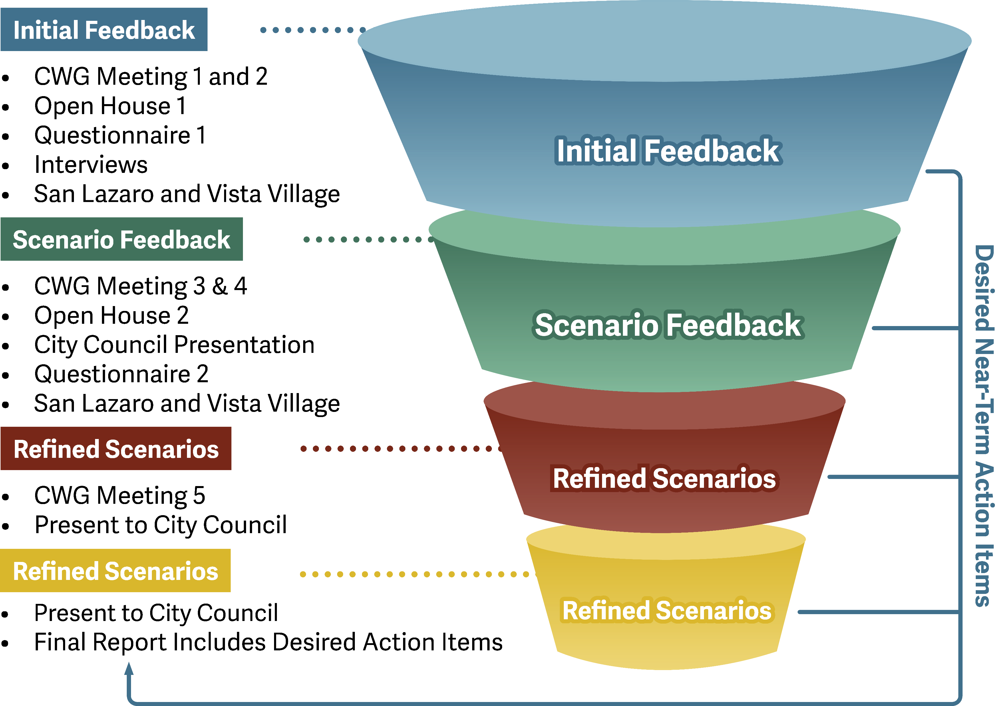 Initial Feedback
• CWG Meeting 1 and 2
• Open House 1
• Questionnaire 1
• Interviews
• San Lazaro and Vista Village
Scenario Feedback
• CWG Meeting 3 & 4
• Open House 2
• City Council Presentation
• Questionnaire 2
• San Lazaro and Vista Village
Refined Scenarios
• CWG Meeting 5
• Present to City Council
Refined Scenarios
• Present to City Council
• Final Report Includes Desired Action Items
Initial Feedback
Scenario Feedback
Refined Scenarios
Refined Scenarios
Desired Near-Term Action Items